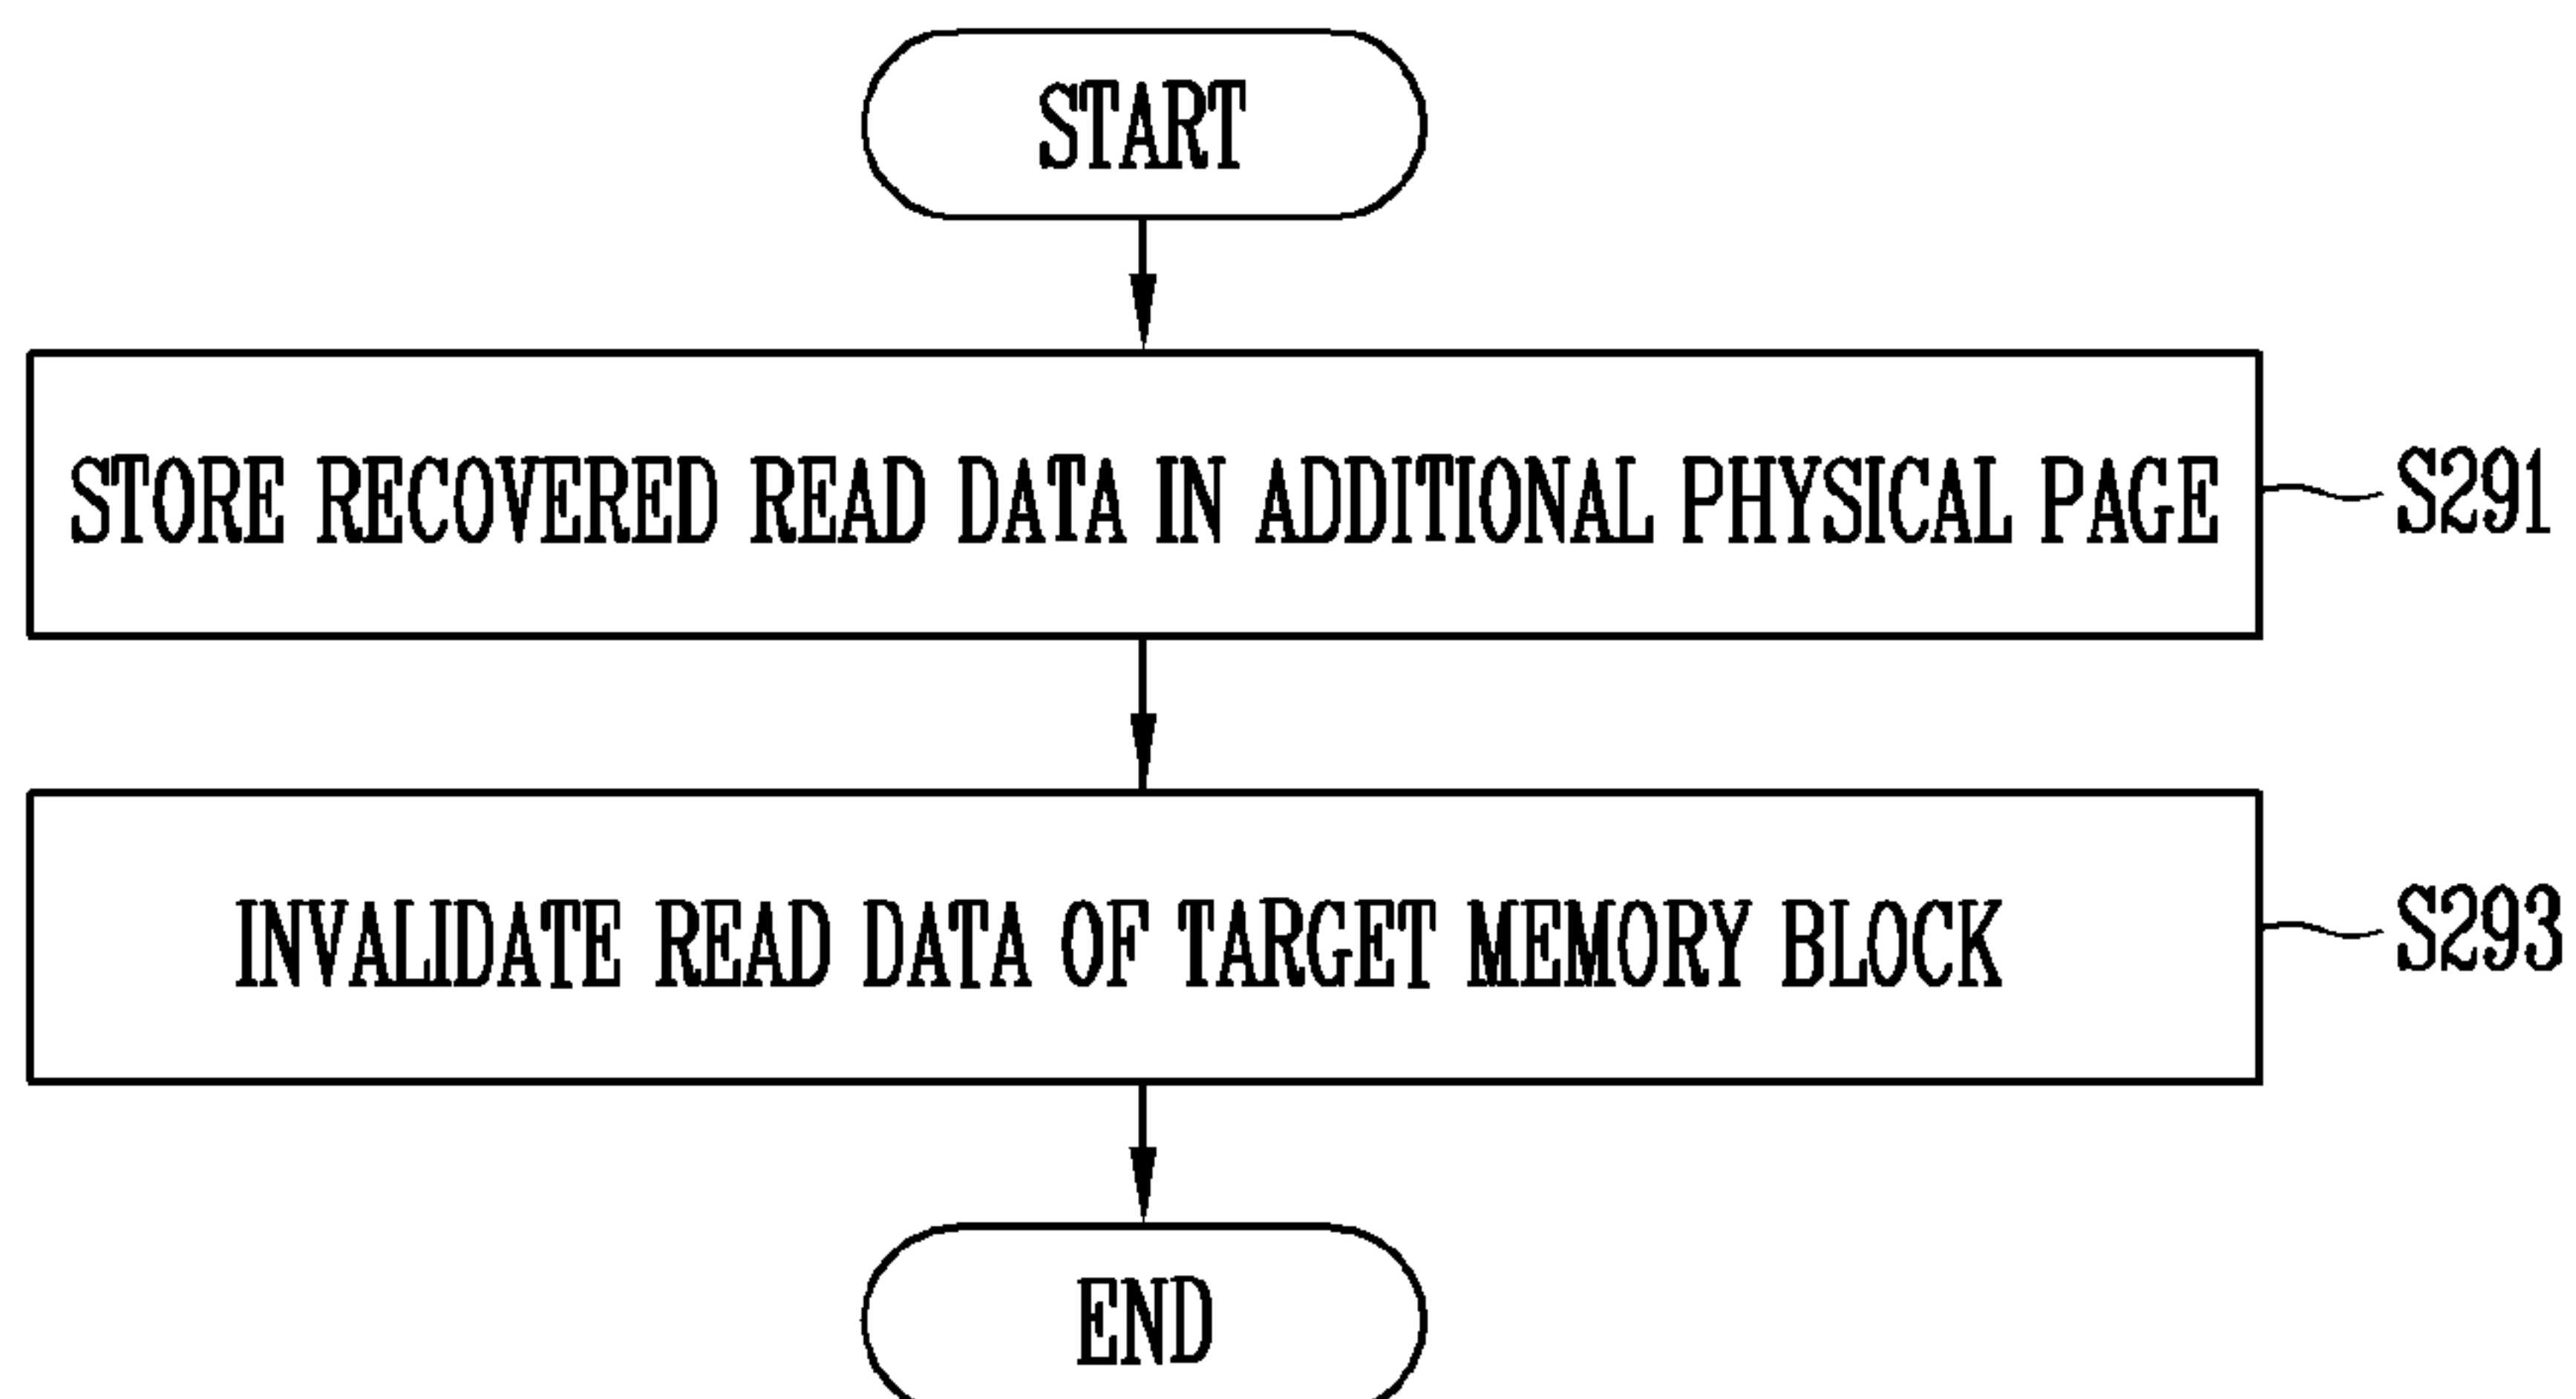 START
STORE RECOVERED READ DATA IN ADDITIONAL PHYSICAL PAGE
S291
INVALIDATE READ DATA OF TARGET MEMORY BLOCK
S293
END